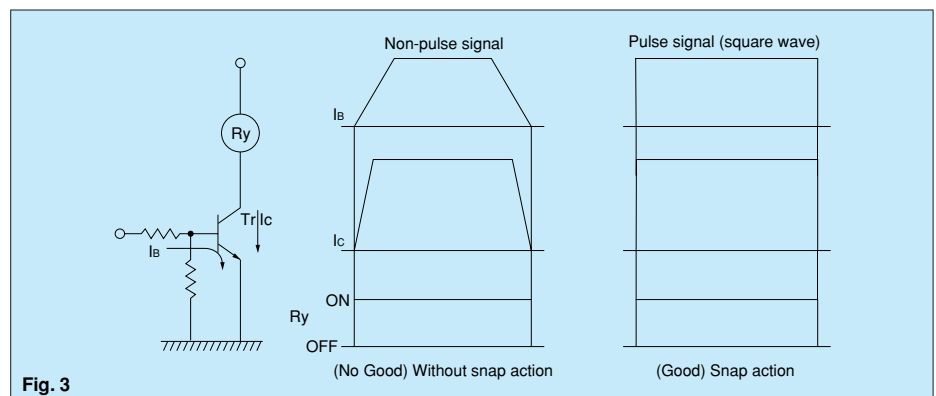 Non-pulse signal
Pulse signal (square wave)
Ry
IB
Tr Ic
IB
Ic
ON
Ry
OFF
(No Good) Without snap action
(Good) Snap action
Fig. 3